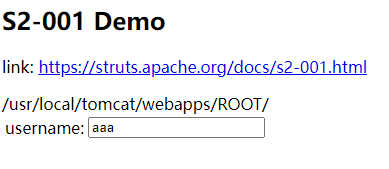 S2-001 Demo
link: https://struts.apache.org/docs/s2-001.html
/usr/local/tomcat/webapps/ROOT/
username: aaa